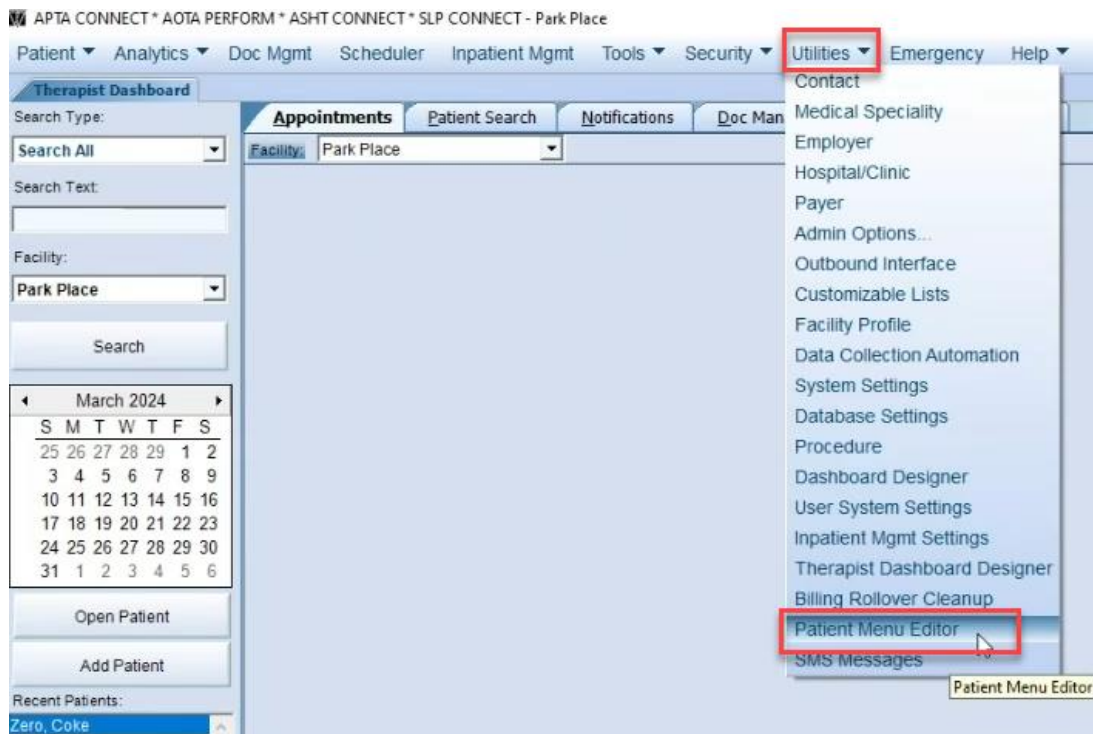 APTA CONNECT * AOTA PERFORM * ASHT CONNECT * SLP CONNECT - Park Place
Patient Analytics Doc Mgmt Scheduler Inpatient Mgmt Tools Security Utilities Emergency Help
Therapist Dashboard
Search Type:
Search All
Search Text:
Facility:
Park Place
Search
March 2024
S M T W T F S
25 26 27 28 29 1 2
3 4 5 6 7 8 9
10 11 12 13 14 15 16
17 18 19 20 21 22 23
24 25 26 27 28 29 30
31 1 2 3 4 5 6
Open Patient
Add Patient
Recent Patients:
Zero, Coke
Appointments Patient Search Notifications Doc Man
Facility: Park Place
Contact
Medical Speciality
Employer
Hospital/Clinic
Payer
Admin Options...
Outbound Interface
Customizable Lists
Facility Profile
Data Collection Automation
System Settings
Database Settings
Procedure
Dashboard Designer
User System Settings
Inpatient Mgmt Settings
Therapist Dashboard Designer
Billing Rollover Cleanup
Patient Menu Editor
SMS Messages
Patient Menu Editor